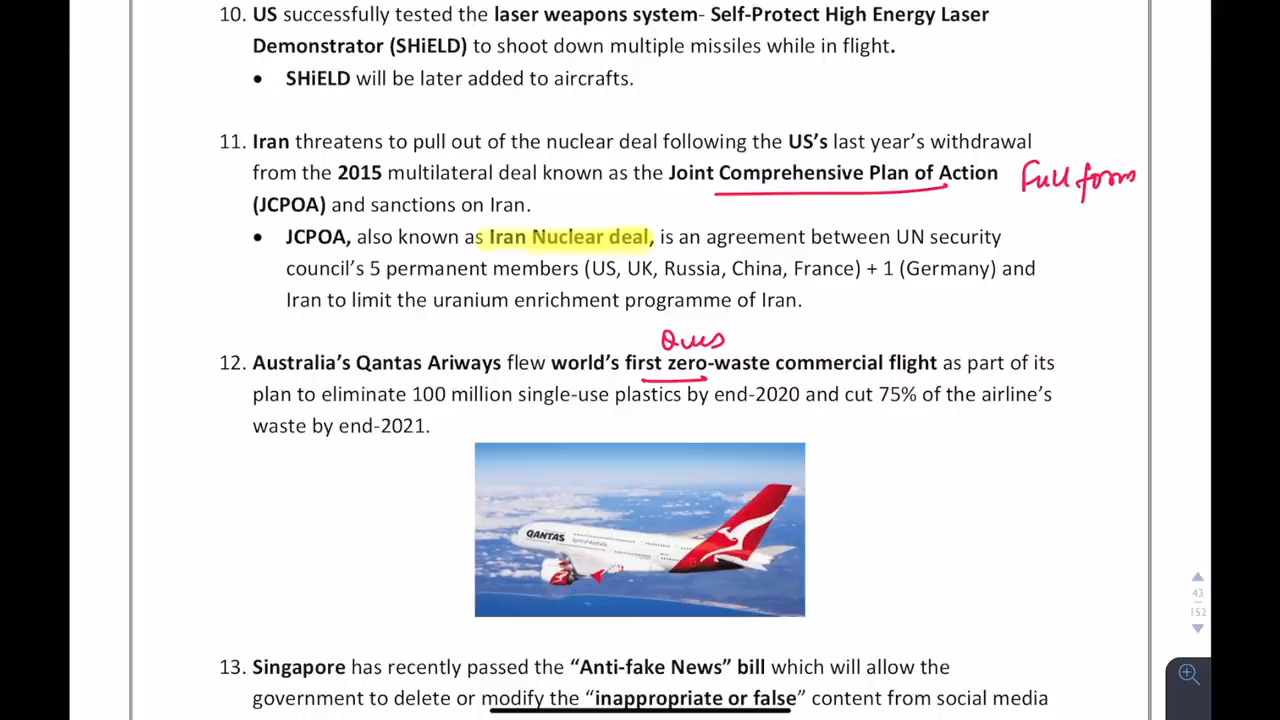 10. US successfully tested the laser weapons system- Self-Protect High Energy Laser
Demonstrator (SHiELD) to shoot down multiple missiles while in flight.
• SHiELD will be later added to aircrafts.
11. Iran threatens to pull out of the nuclear deal following the US's last year's withdrawal
from the 2015 multilateral deal known as the Joint Comprehensive Plan of Action
Full form
(JCPOA) and sanctions on Iran.
• JCPOA, also known as Iran Nuclear deal, is an agreement between UN security
council's 5 permanent members (US, UK, Russia, China, France) + 1 (Germany) and
Iran to limit the uranium enrichment programme of Iran.
Ques
12. Australia's Qantas Ariways flew world's first zero-waste commercial flight as part of its
plan to eliminate 100 million single-use plastics by end-2020 and cut 75% of the airline's
waste by end-2021.
QANTAS
13. Singapore has recently passed the "Anti-fake News" bill which will allow the
government to delete or modify the "inappropriate or false" content from social media
43
152